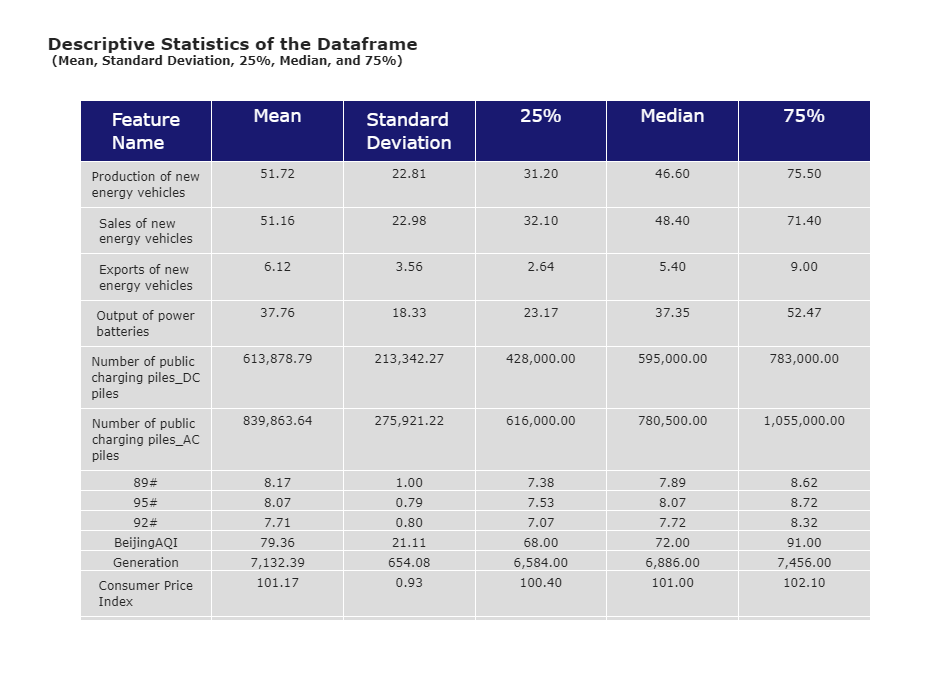 Descriptive Statistics of the Dataframe
(Mean, Standard Deviation, 25%, Median, and 75%)
Feature Name Mean Standard Deviation 25% Median 75%
Production of new energy vehicles 51.72 22.81 31.20 46.60 75.50
Sales of new energy vehicles 51.16 22.98 32.10 48.40 71.40
Exports of new energy vehicles 6.12 3.56 2.64 5.40 9.00
Output of power batteries 37.76 18.33 23.17 37.35 52.47
Number of public charging piles_DC piles 613,878.79 213,342.27 428,000.00 595,000.00 783,000.00
Number of public charging piles_AC piles 839,863.64 275,921.22 616,000.00 780,500.00 1,055,000.00
89# 8.17 1.00 7.38 7.89 8.62
95# 8.07 0.79 7.53 8.07 8.72
92# 7.71 0.80 7.07 7.72 8.32
BeijingAQI 79.36 21.11 68.00 72.00 91.00
Generation 7,132.39 654.08 6,584.00 6,886.00 7,456.00
Consumer Price Index 101.17 0.93 100.40 101.00 102.10